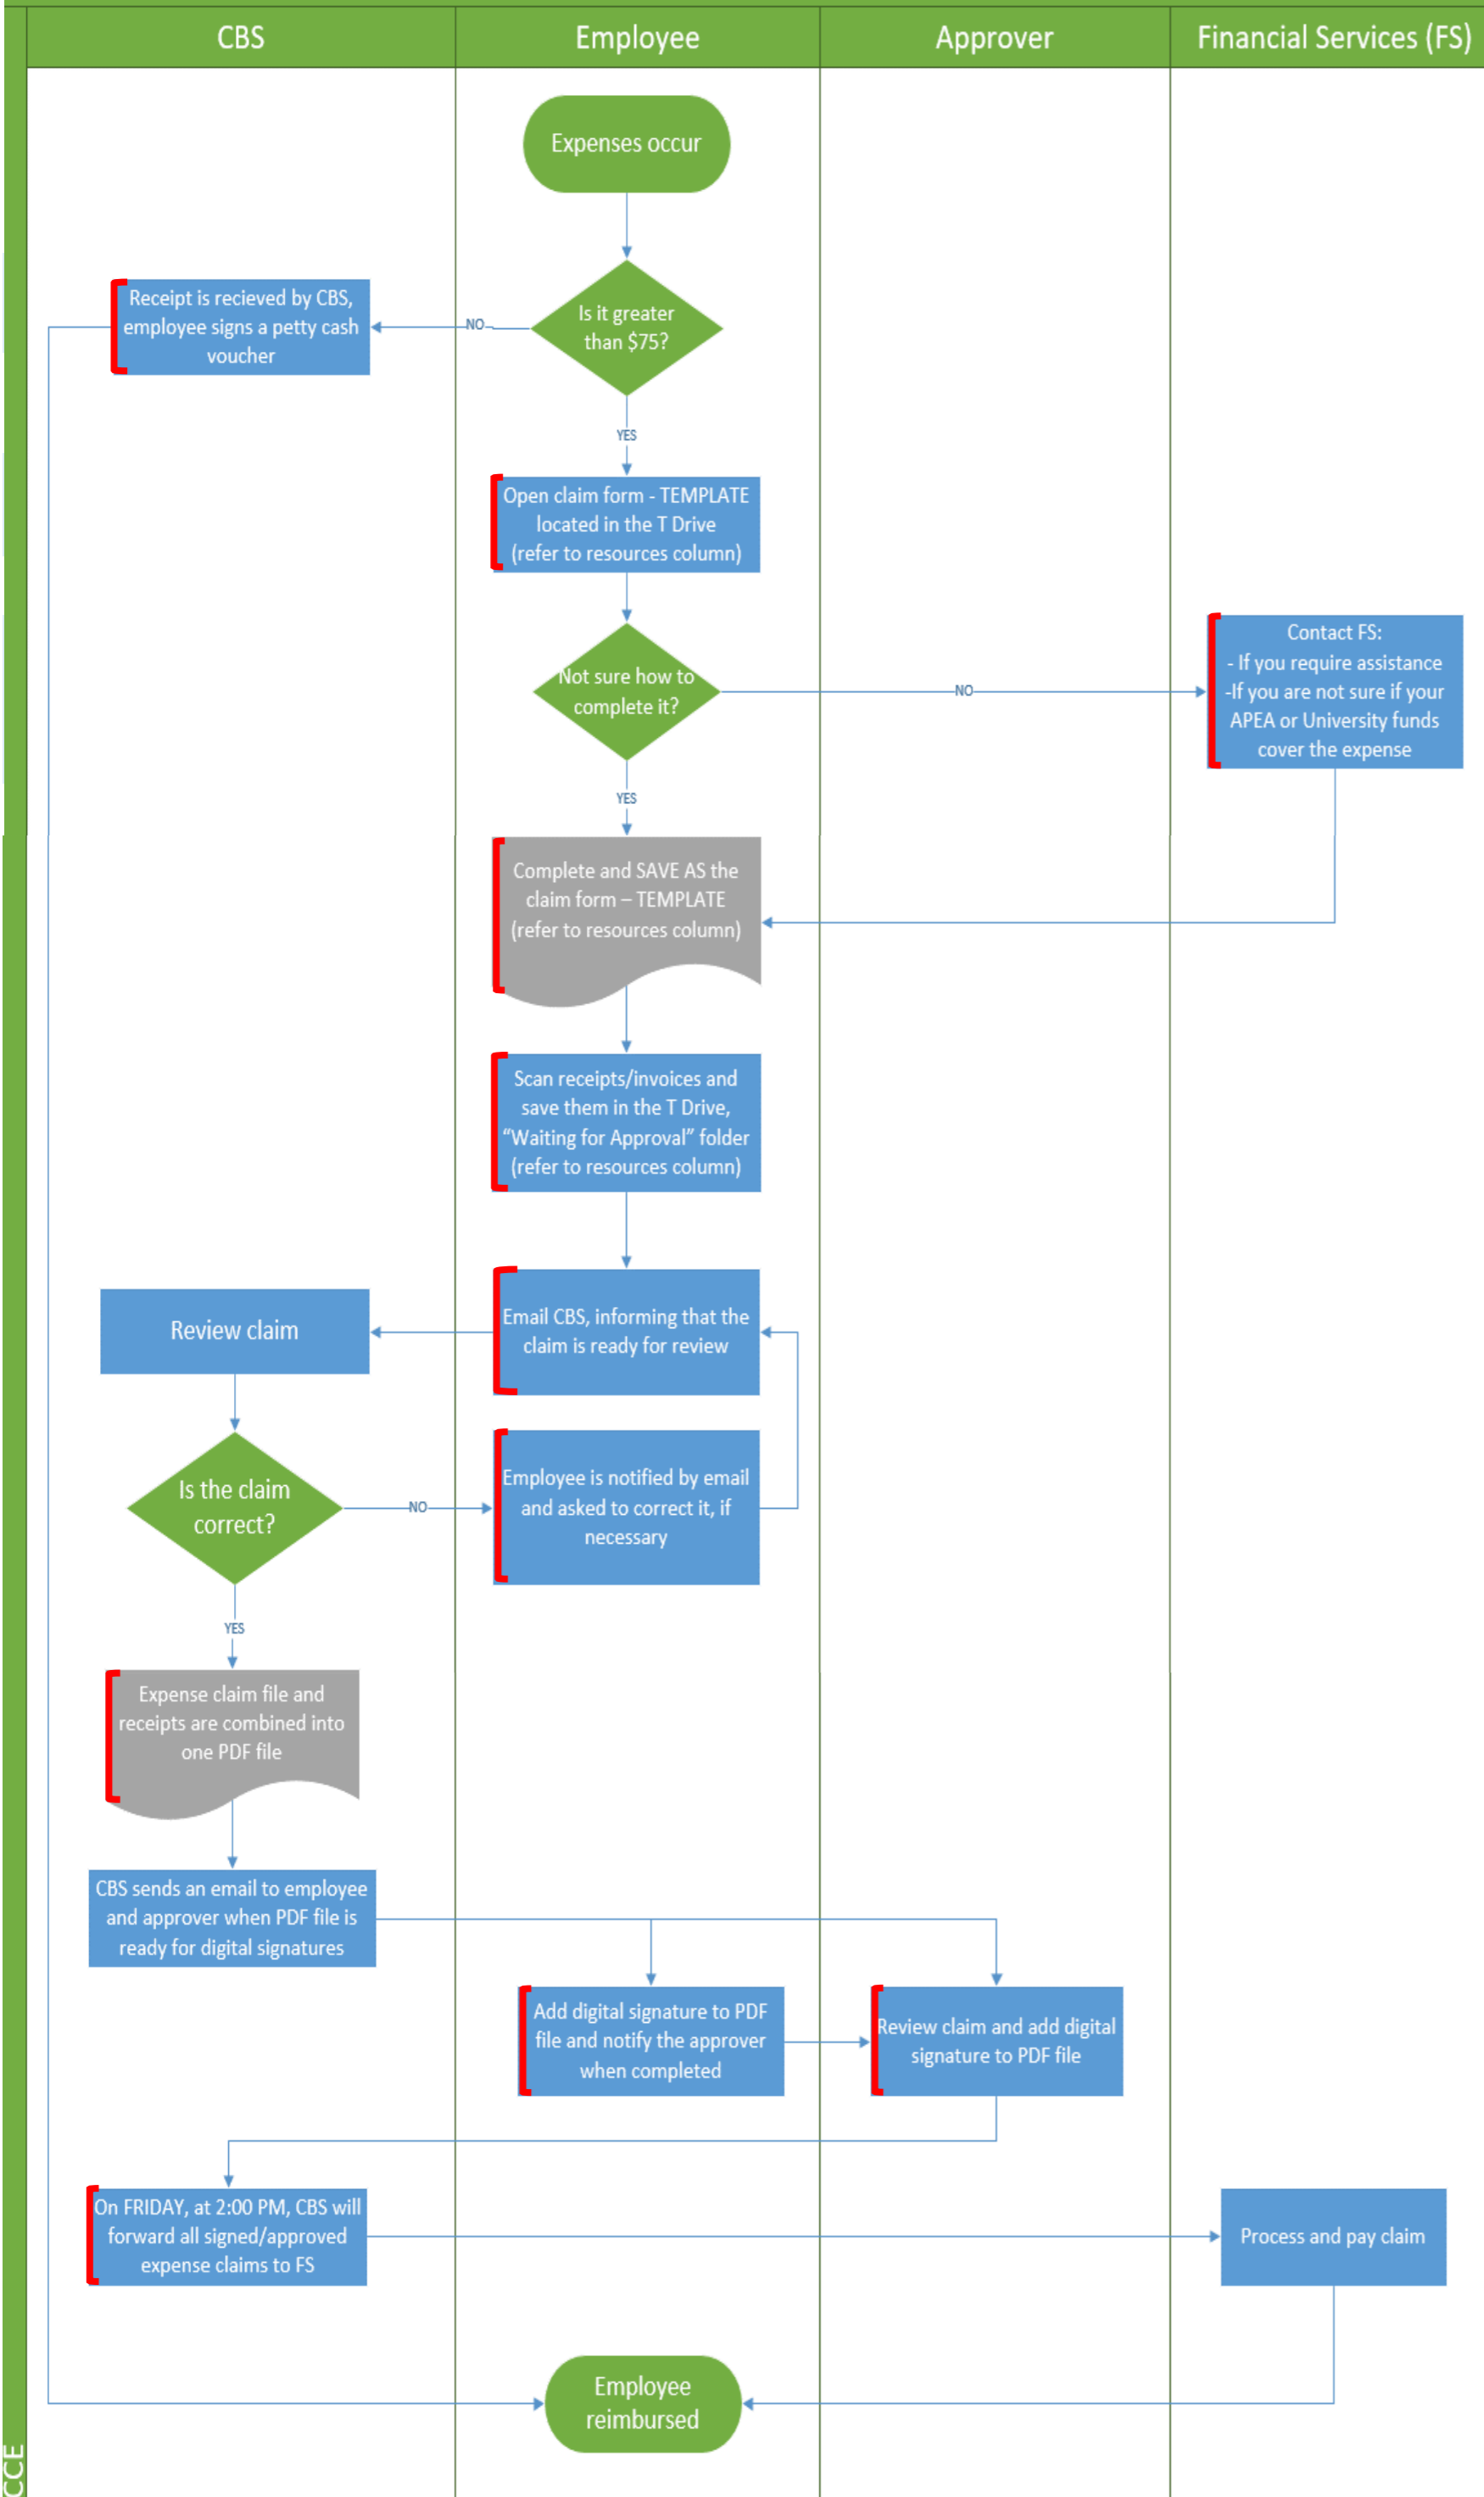 CBS
Employee
Approver
Financial Services (FS)
Expenses occur
Is it greater
than $75?
NO
Receipt is recieved by CBS,
employee signs a petty cash
voucher
YES
Open claim form - TEMPLATE
located in the T Drive
(refer to resources column)
Not sure how to
complete it?
NO
Contact FS:
- If you require assistance
-If you are not sure if your
APEA or University funds
cover the expense
YES
Complete and SAVE AS the
claim form – TEMPLATE
(refer to resources column)
Scan receipts/invoices and
save them in the T Drive,
“Waiting for Approval” folder
(refer to resources column)
Email CBS, informing that the
claim is ready for review
Review claim
Is the claim
correct?
NO
Employee is notified by email
and asked to correct it, if
necessary
YES
Expense claim file and
receipts are combined into
one PDF file
CBS sends an email to employee
and approver when PDF file is
ready for digital signatures
Add digital signature to PDF
file and notify the approver
when completed
Review claim and add digital
signature to PDF file
On FRIDAY, at 2:00 PM, CBS will
forward all signed/approved
expense claims to FS
Process and pay claim
Employee
reimbursed
CCE